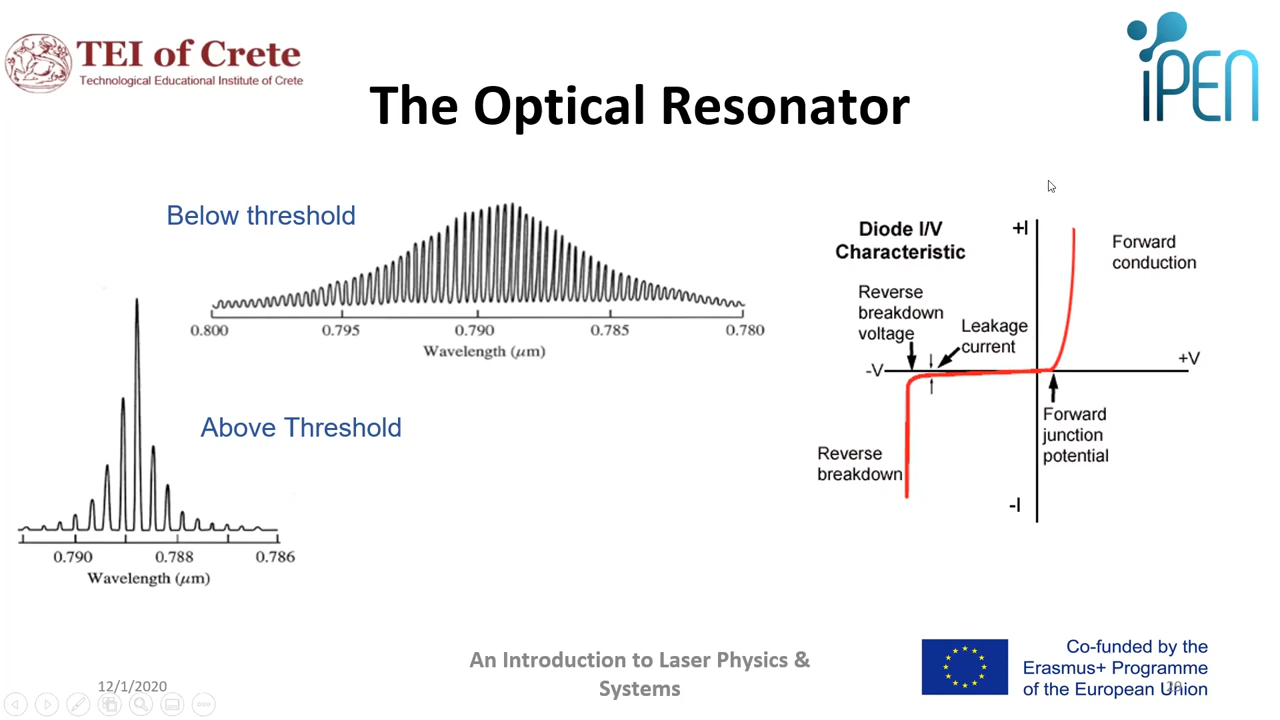 TEI of Crete
Technological Educational Institute of Crete
iPEN
The Optical Resonator
Below threshold
0.800 0.795 0.790 0.785 0.780
Wavelength (μm)
Above Threshold
0.790 0.788 0.786
Wavelength (μm)
Diode I/V
Characteristic
+I
Forward
conduction
Reverse
breakdown
voltage
Leakage
current
-V
+V
Forward
junction
potential
Reverse
breakdown
-I
An Introduction to Laser Physics &
Systems
12/1/2020
Co-funded by the
Erasmus+ Programme
of the European Union